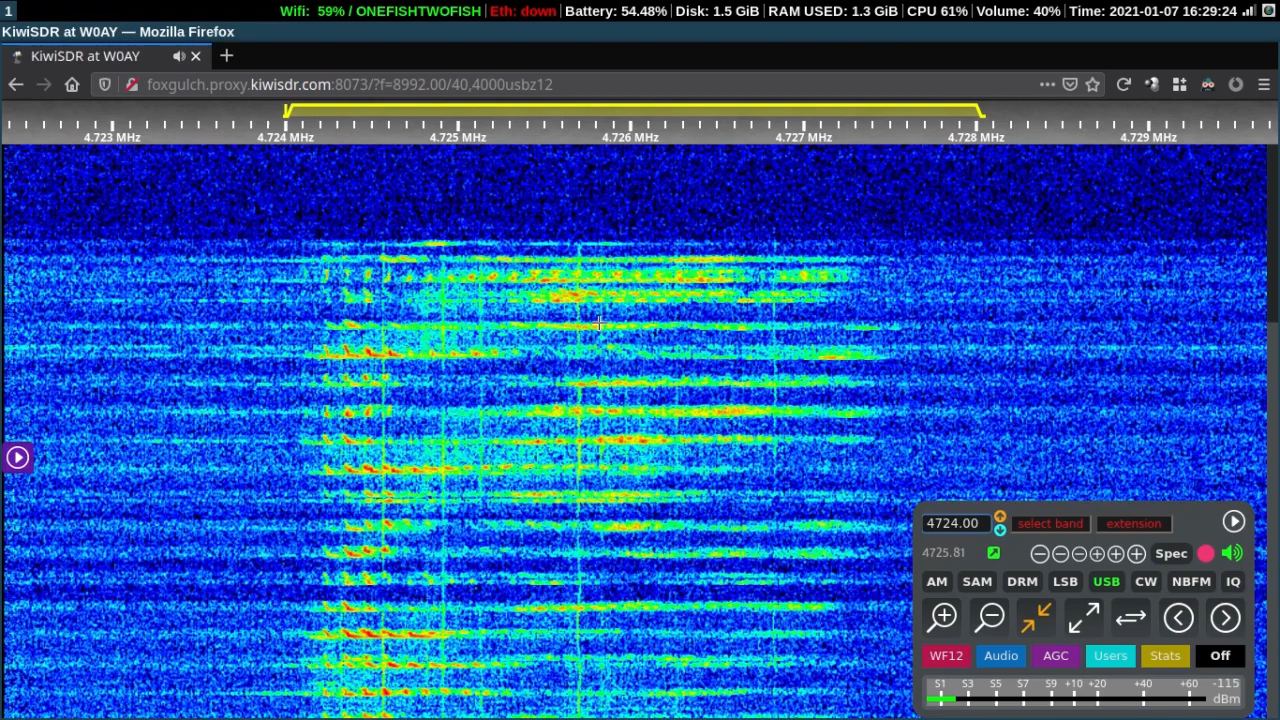 1 Wifi: 59% / ONEFISHTWOFISH | Eth: down | Battery: 54.48% | Disk: 1.5 GiB | RAM USED: 1.3 GiB | CPU 61% | Volume: 40% | Time: 2021-01-07 16:29:24
KiwiSDR at W0AY — Mozilla Firefox
KiwiSDR at W0AY
foxgulch.proxy.kiwisdr.com:8073/?f=8992.00/40,4000usbz12
4.723 MHz 4.724 MHz 4.725 MHz 4.726 MHz 4.727 MHz 4.728 MHz 4.729 MHz
4724.00 select band extension
4725.81 Spec
AM SAM DRM LSB USB CW NBFM IQ
WF12 Audio AGC Users Stats Off
S1 S3 S5 S7 S9 +10 +20 +40 +60 -115
dBm